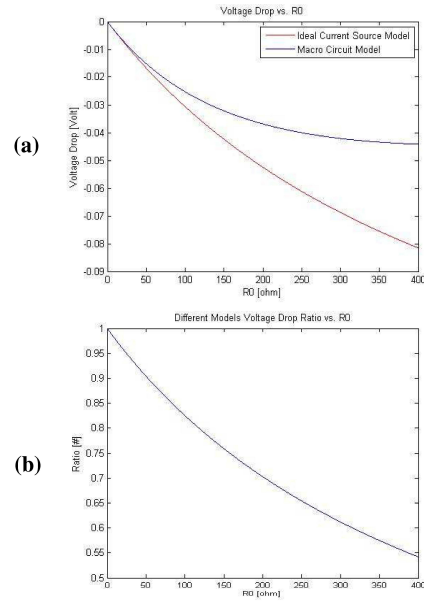 (a)
Voltage Drop vs. R0
Ideal Current Source Model
Macro Circuit Model
Voltage Drop [Volt]
0
-0.01
-0.02
-0.03
-0.04
-0.05
-0.06
-0.07
-0.08
-0.09
0 50 100 150 200 250 300 350 400
R0 [ohm]
(b)
Different Models Voltage Drop Ratio vs. R0
Ratio [#]
1
0.95
0.9
0.85
0.8
0.75
0.7
0.65
0.6
0.55
0.5
0 50 100 150 200 250 300 350 400
R0 [ohm]